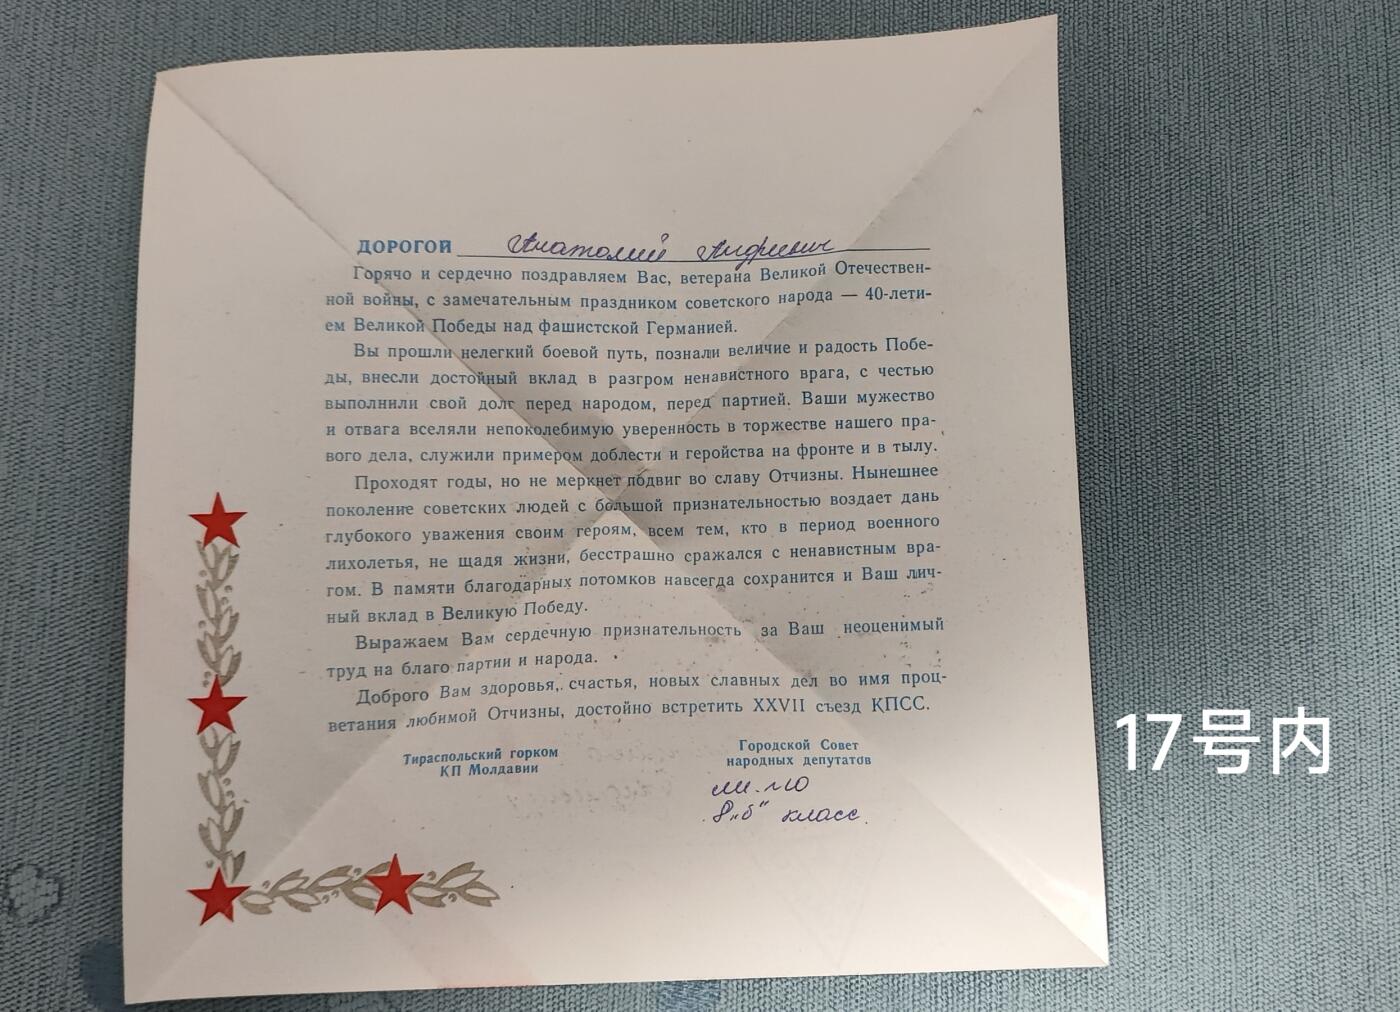 ДОРОГОЙ Анатолий Андреевич
Горячо и сердечно поздравляем Вас, ветерана Великой Отечествен-
ной войны, с замечательным праздником советского народа — 40-лети-
ем Великой Победы над фашистской Германией.
Вы прошли нелегкий боевой путь, познали величие и радость Побе-
ды, внесли достойный вклад в разгром ненавистного врага, с честью
выполнили свой долг перед народом, перед партией. Ваши мужество
и отвага вселяли непоколебимую уверенность в торжестве нашего пра-
вого дела, служили примером доблести и геройства на фронте и в тылу.
Проходят годы, но не меркнет подвиг во славу Отчизны. Нынешнее
поколение советских людей с большой признательностью воздает дань
глубокого уважения своим героям, всем тем, кто в период военного
лихолетья, не щадя жизни, бесстрашно сражался с ненавистным вра-
гом. В памяти благодарных потомков навсегда сохранится и Ваш лич-
ный вклад в Великую Победу.
Выражаем Вам сердечную признательность за Ваш неоценимый
труд на благо партии и народа.
Доброго Вам здоровья, счастья, новых славных дел во имя проц-
ветания любимой Отчизны, достойно встретить XXVII съезд КПСС.
Тираспольский горком
КП Молдавии
Городской Совет
народных депутатов
8 „б“ класс
17号内